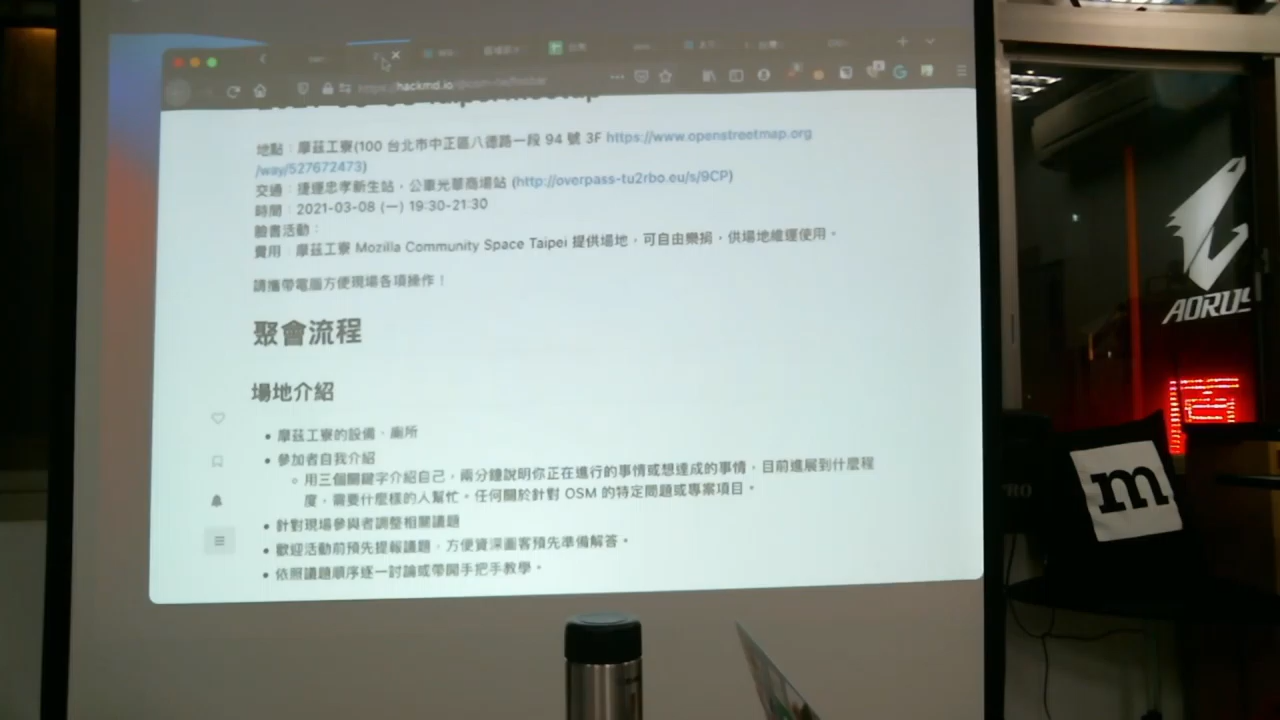 hackmd.io
地點：摩茲工寮(100 台北市中正區八德路一段 94 號 3F https://www.openstreetmap.org
/way/527672473)
交通：捷運忠孝新生站，公車光華商場站 (http://overpass-tu2rbo.eu/s/9CP)
時間：2021-03-08 (一) 19:30-21:30
臉書活動：
費用：摩茲工寮 Mozilla Community Space Taipei 提供場地，可自由樂捐，供場地維運使用。
請攜帶電腦方便現場各項操作！
聚會流程
場地介紹
摩茲工寮的設備、廁所
參加者自我介紹
用三個關鍵字介紹自己，兩分鐘說明你正在進行的事情或想達成的事情，目前進展到什麼程
度，需要什麼樣的人幫忙。任何關於針對 OSM 的特定問題或專案項目。
針對現場參與者調整相關議題
歡迎活動前預先提報議題，方便資深圖客預先準備解答。
依照議題順序逐一討論或帶開手把手教學。
AORUS
m